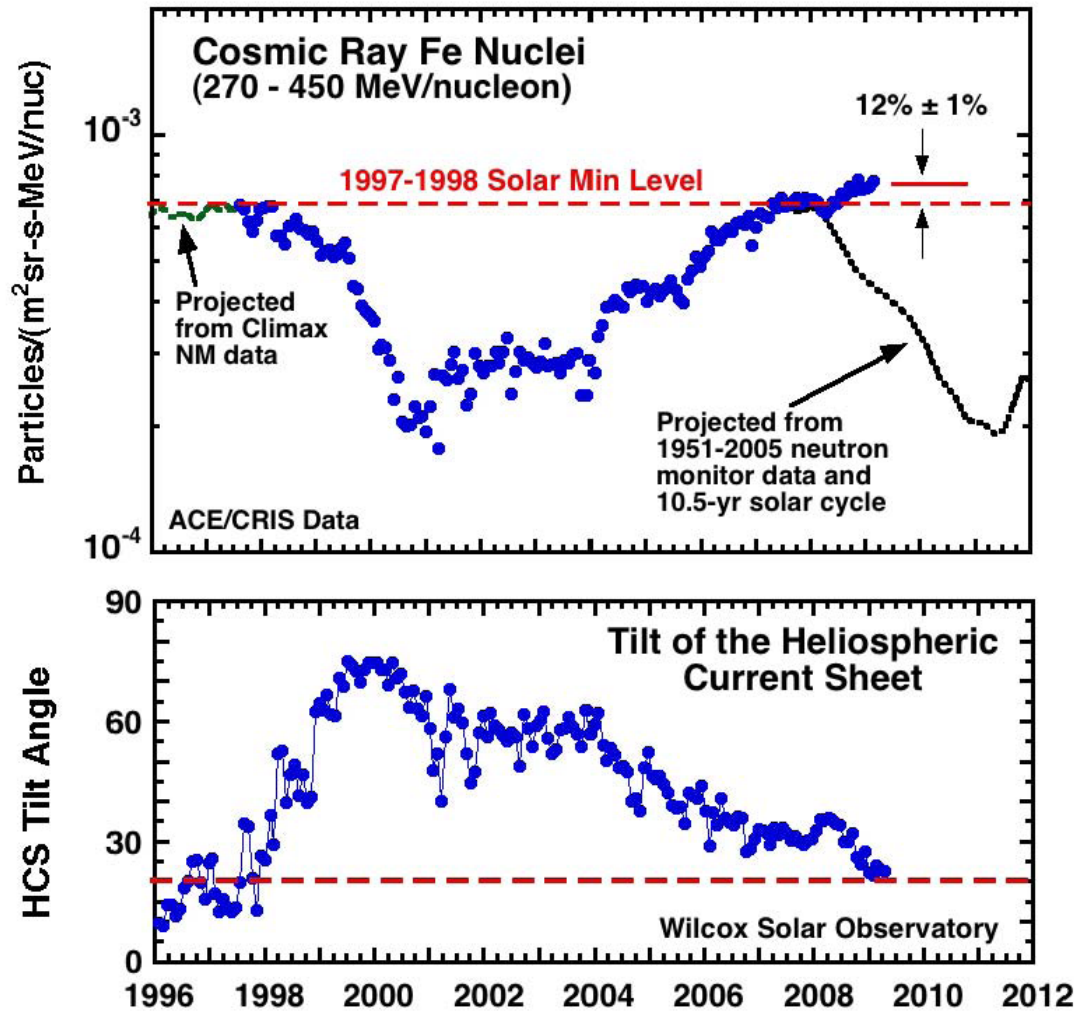 Cosmic Ray Fe Nuclei
(270 - 450 MeV/nucleon)
12% ± 1%
10⁻³
1997-1998 Solar Min Level
Particles/(m²sr-s-MeV/nuc)
Projected
from Climax
NM data
Projected from
1951-2005 neutron
monitor data and
10.5-yr solar cycle
ACE/CRIS Data
10⁻⁴
90
Tilt of the Heliospheric
Current Sheet
60
HCS Tilt Angle
30
Wilcox Solar Observatory
0
1996 1998 2000 2002 2004 2006 2008 2010 2012